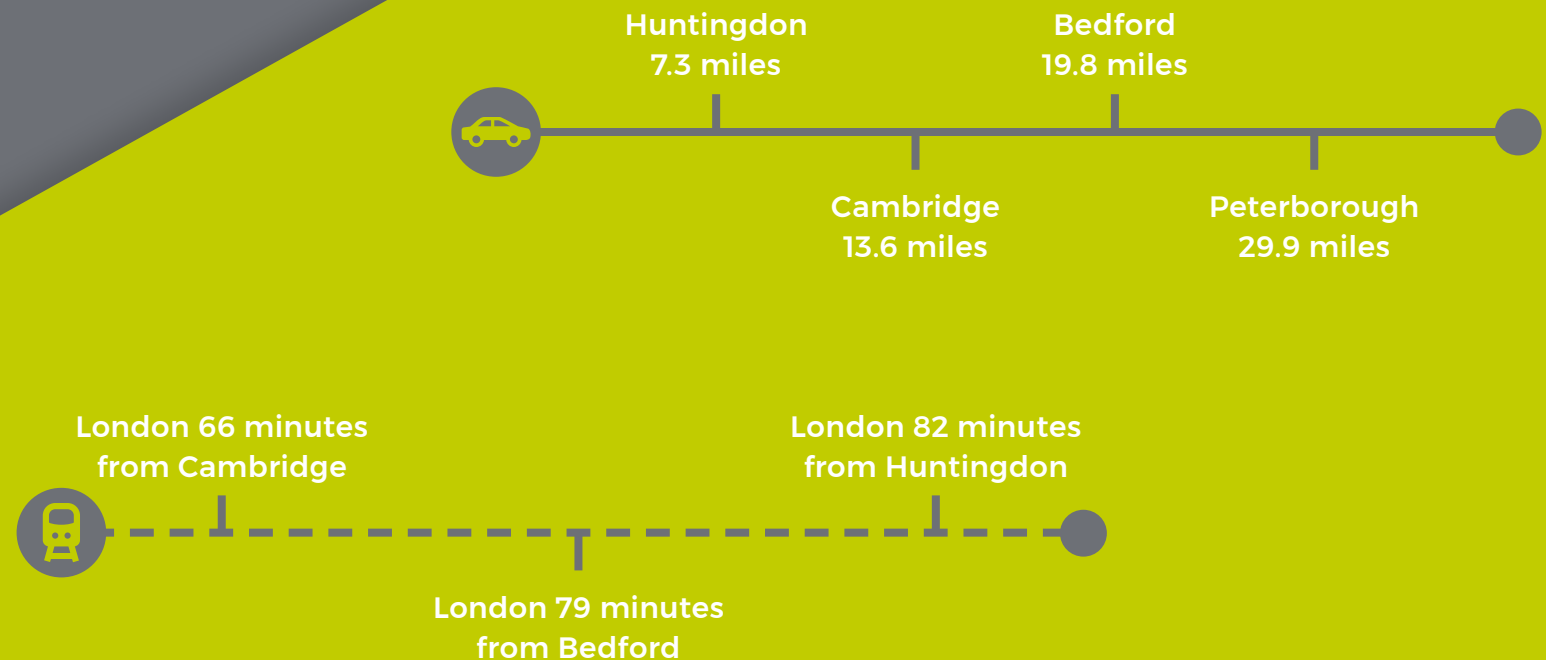 Huntingdon
7.3 miles
Cambridge
13.6 miles
Bedford
19.8 miles
Peterborough
29.9 miles
London 66 minutes
from Cambridge
London 79 minutes
from Bedford
London 82 minutes
from Huntingdon